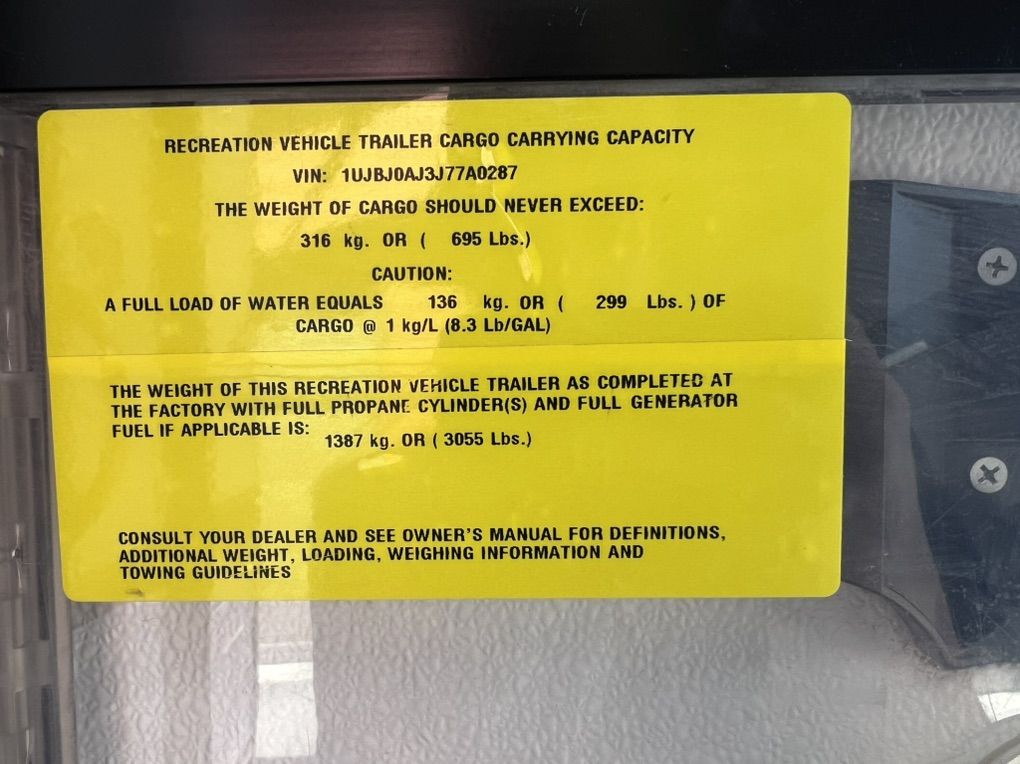 RECREATION VEHICLE TRAILER CARGO CARRYING CAPACITY
VIN: 1UJBJ0AJ3J77A0287
THE WEIGHT OF CARGO SHOULD NEVER EXCEED:
316 kg. OR ( 695 Lbs.)
CAUTION:
A FULL LOAD OF WATER EQUALS 136 kg. OR ( 299 Lbs. ) OF
CARGO @ 1 kg/L (8.3 Lb/GAL)
THE WEIGHT OF THIS RECREATION VEHICLE TRAILER AS COMPLETED AT
THE FACTORY WITH FULL PROPANE CYLINDER(S) AND FULL GENERATOR
FUEL IF APPLICABLE IS: 1387 kg. OR ( 3055 Lbs.)
CONSULT YOUR DEALER AND SEE OWNER'S MANUAL FOR DEFINITIONS,
ADDITIONAL WEIGHT, LOADING, WEIGHING INFORMATION AND
TOWING GUIDELINES